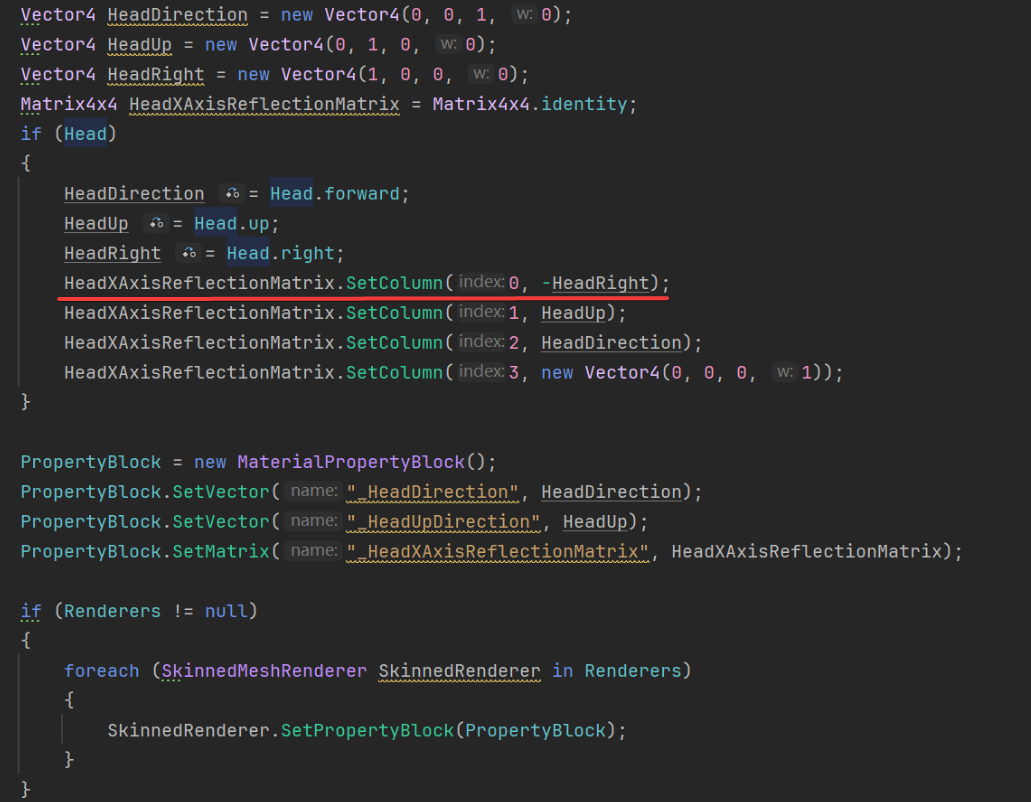 Vector4 HeadDirection = new Vector4(0, 0, 1, w: 0);
Vector4 HeadUp = new Vector4(0, 1, 0, w: 0);
Vector4 HeadRight = new Vector4(1, 0, 0, w: 0);
Matrix4x4 HeadXAxisReflectionMatrix = Matrix4x4.identity;
if (Head)
{
    HeadDirection = Head.forward;
    HeadUp = Head.up;
    HeadRight = Head.right;
    HeadXAxisReflectionMatrix.SetColumn(index: 0, -HeadRight);
    HeadXAxisReflectionMatrix.SetColumn(index: 1, HeadUp);
    HeadXAxisReflectionMatrix.SetColumn(index: 2, HeadDirection);
    HeadXAxisReflectionMatrix.SetColumn(index: 3, new Vector4(0, 0, 0, w: 1));
}
PropertyBlock = new MaterialPropertyBlock();
PropertyBlock.SetVector(name: "_HeadDirection", HeadDirection);
PropertyBlock.SetVector(name: "_HeadUpDirection", HeadUp);
PropertyBlock.SetMatrix(name: "_HeadXAxisReflectionMatrix", HeadXAxisReflectionMatrix);
if (Renderers != null)
{
    foreach (SkinnedMeshRenderer SkinnedRenderer in Renderers)
    {
        SkinnedRenderer.SetPropertyBlock(PropertyBlock);
    }
}